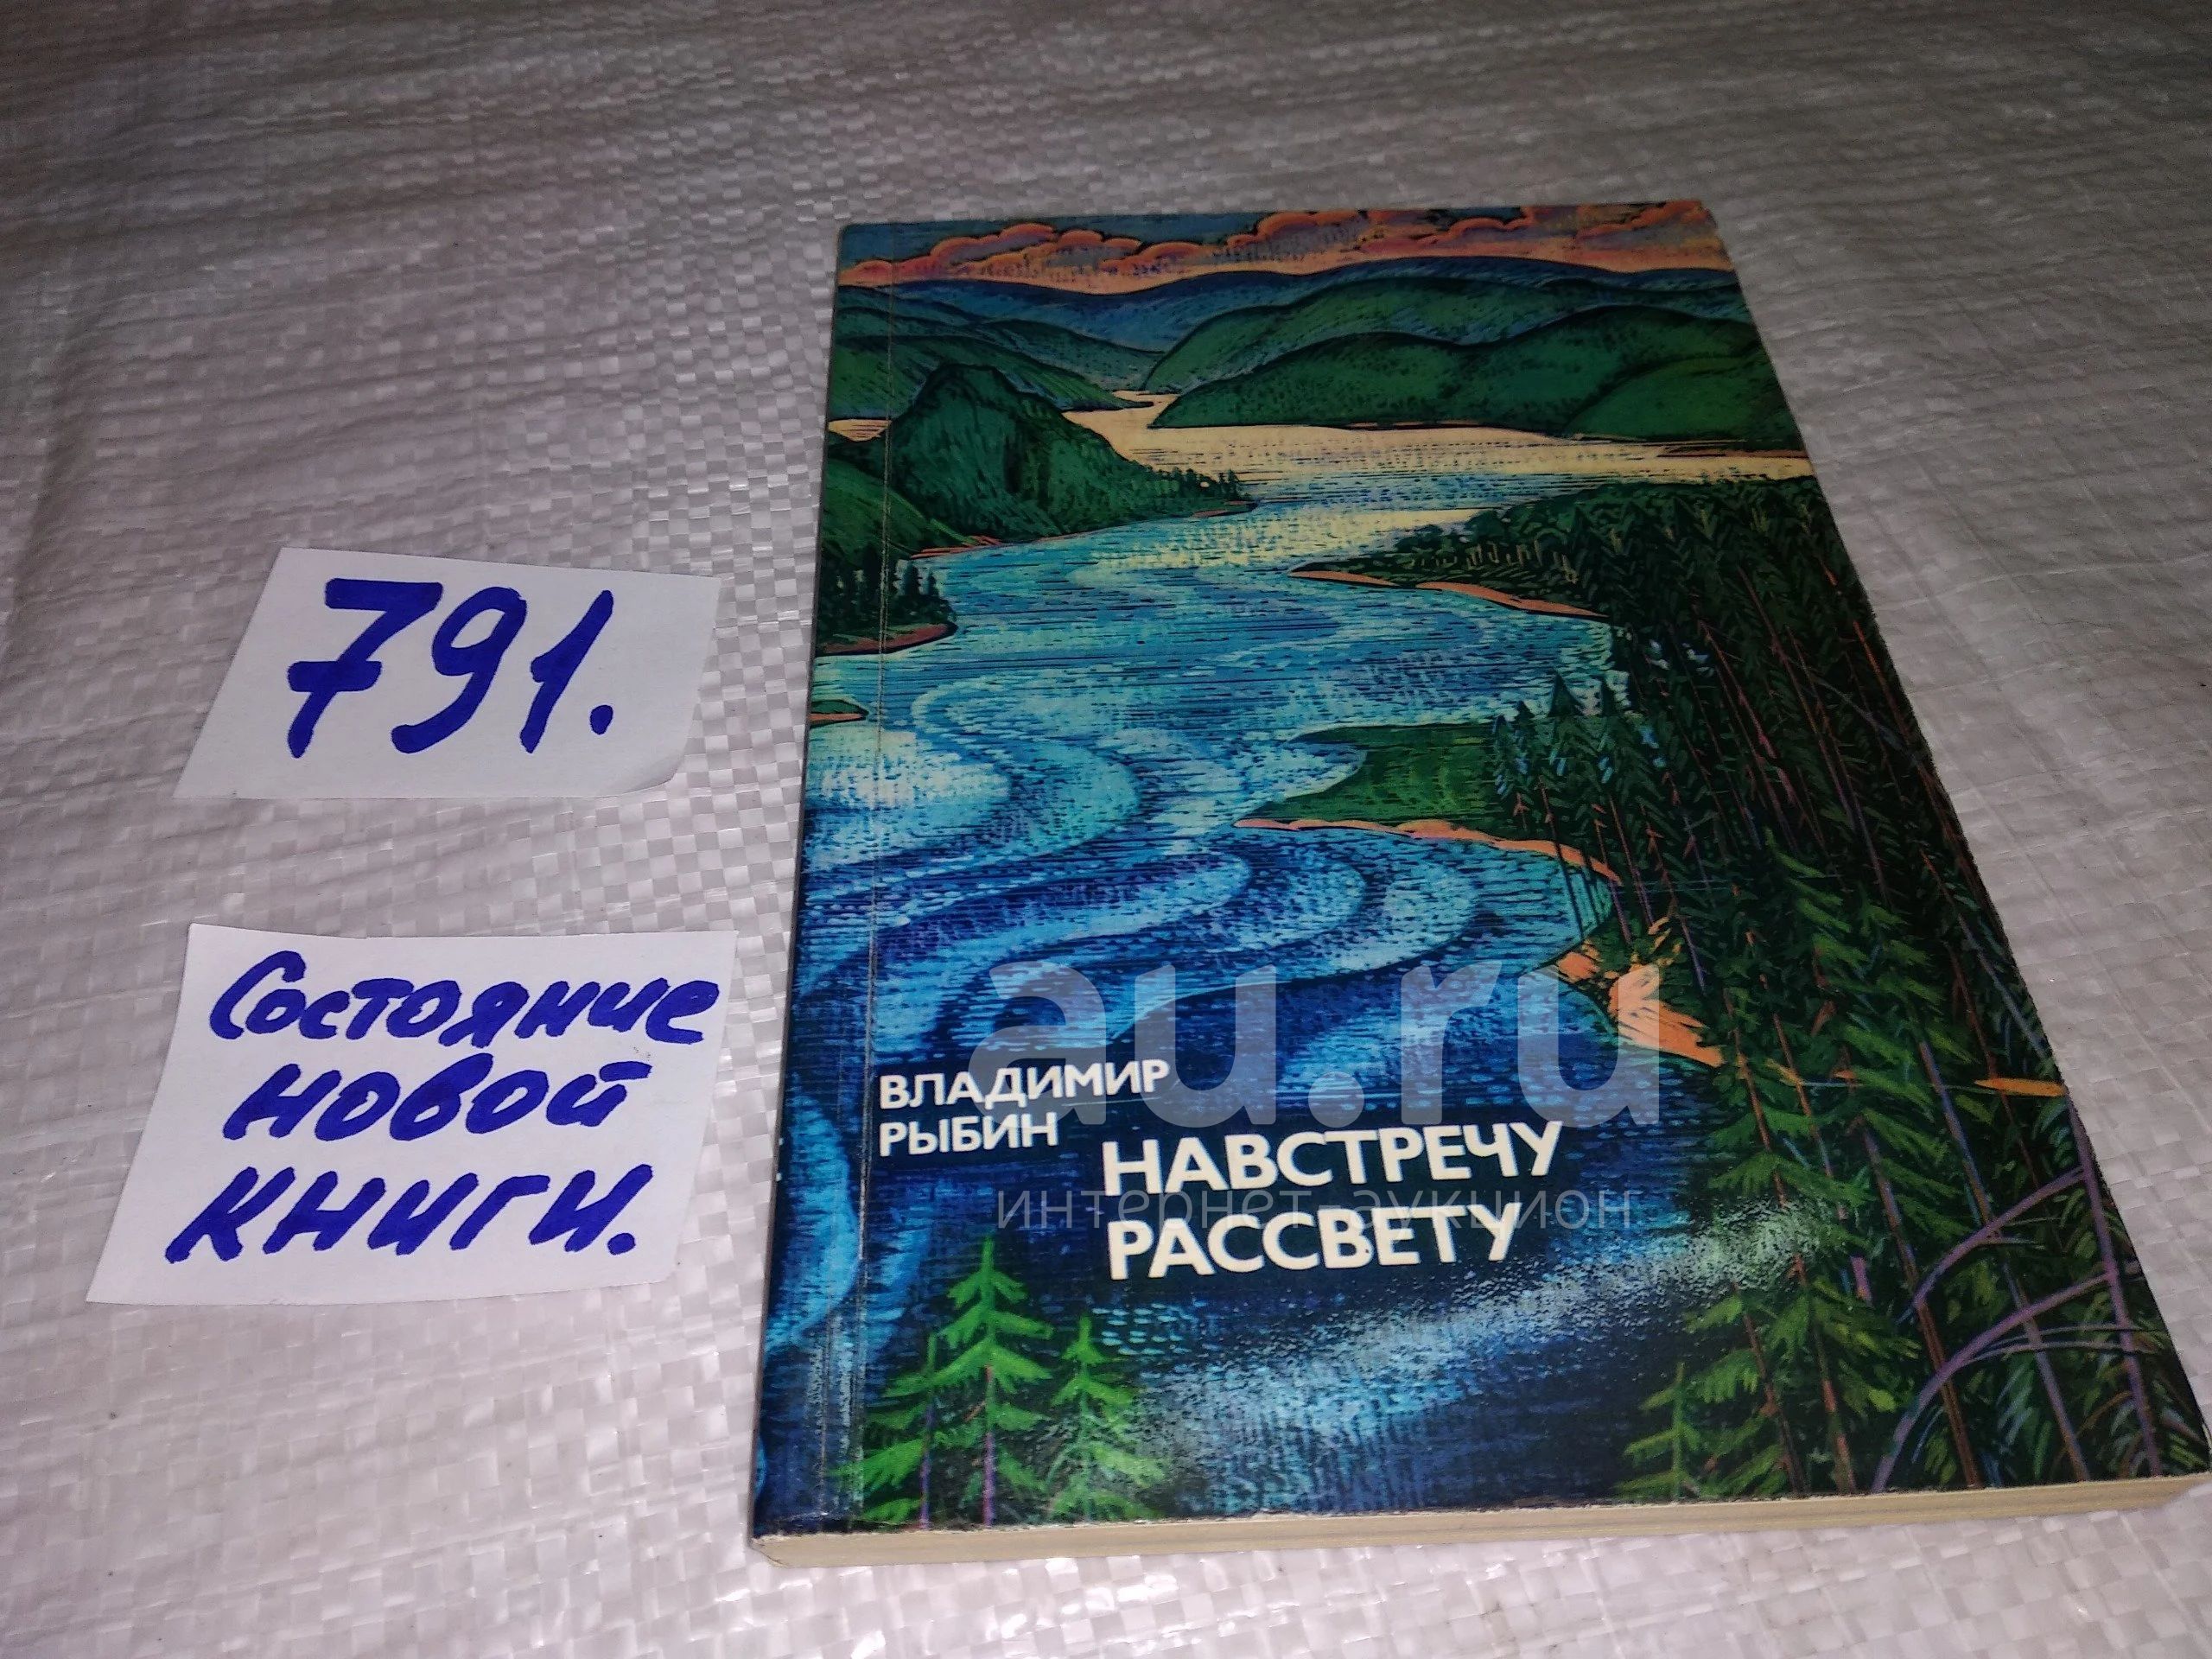 791.
Состояние
новой
книги.
au.ru
ВЛАДИМИР
РЫБИН
НАВСТРЕЧУ
интернет аукцион
РАССВЕТУ